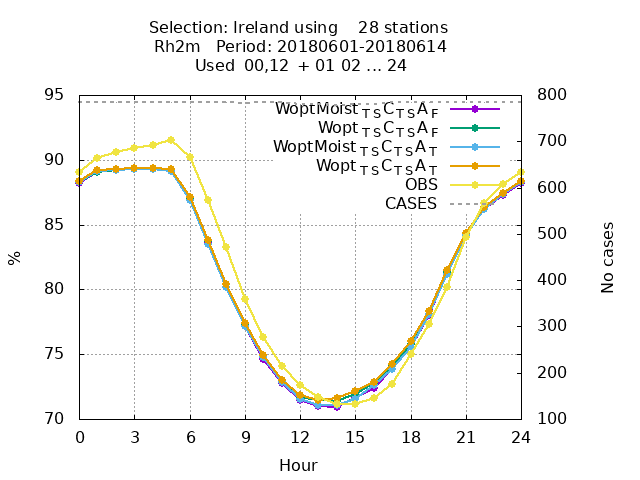 Selection: Ireland using 28 stations
Rh2m Period: 20180601-20180614
Used 00,12 + 01 02 ... 24
95
90
85
80
75
70
%
800
700
600
500
400
300
200
100
No cases
WoptMoist_TS C_TS A_F
Wopt_TS C_TS A_F
WoptMoist_TS C_TS A_T
Wopt_TS C_TS A_T
OBS
CASES
0 3 6 9 12 15 18 21 24
Hour